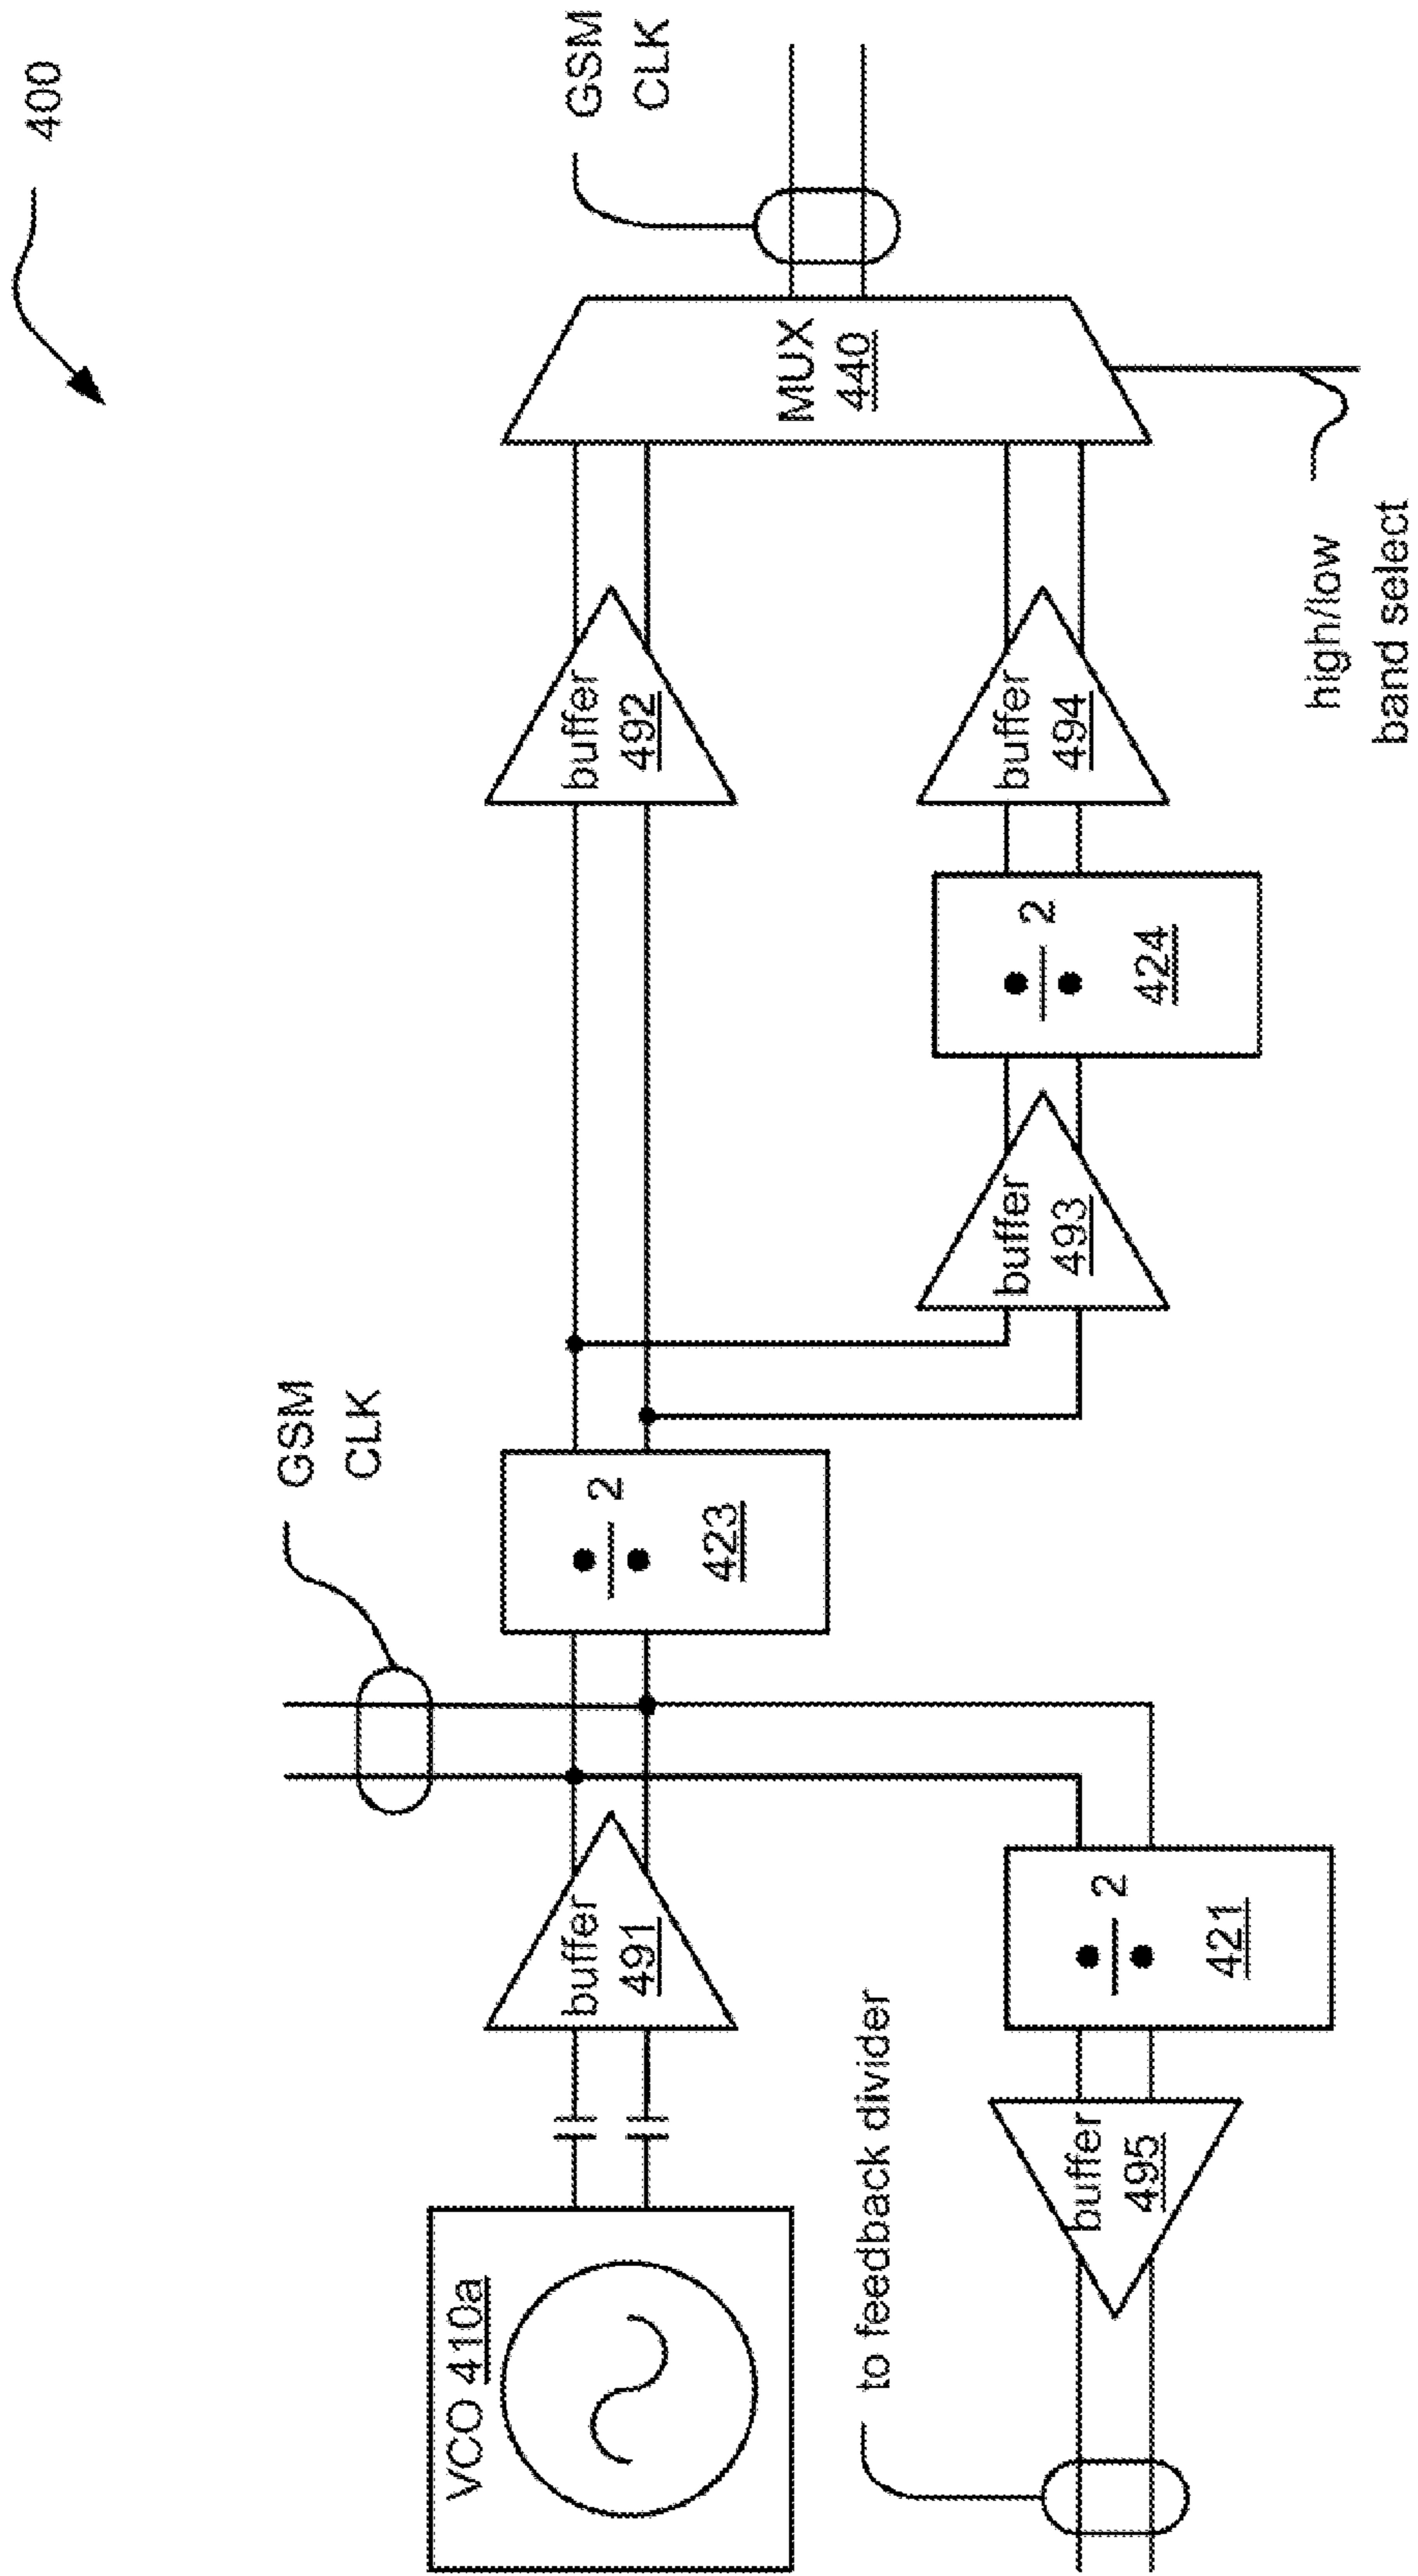 400
GSM
CLK
GSM
CLK
VCO 410a
buffer
491
÷ 2
423
buffer
492
MUX
440
buffer
493
÷ 2
424
buffer
494
high/low
band select
to feedback divider
buffer
495
÷ 2
421